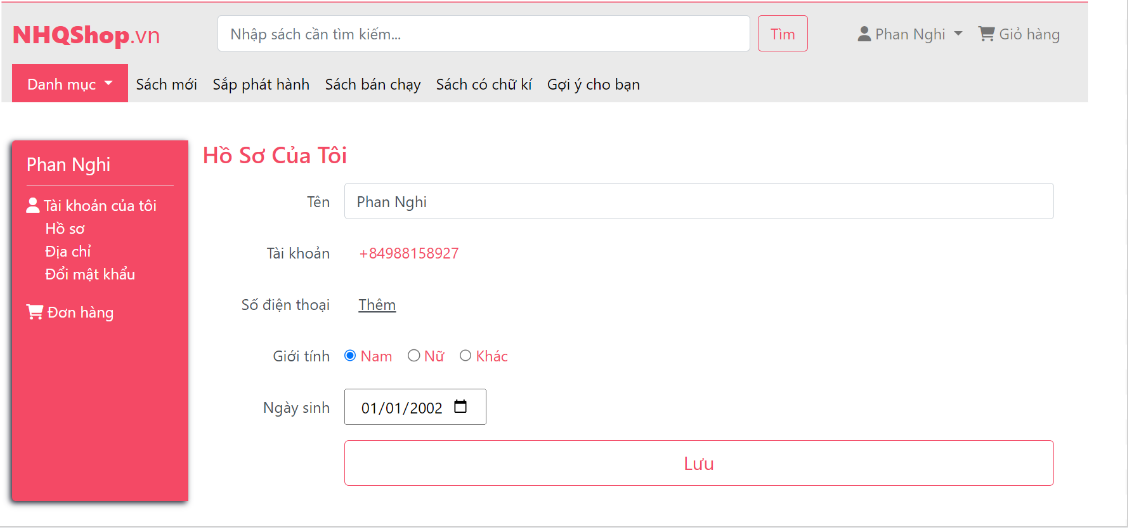 NHQShop.vn Nhập sách cần tìm kiếm... Tìm Phan Nghi Giỏ hàng
Danh mục Sách mới Sắp phát hành Sách bán chạy Sách có chữ kí Gợi ý cho bạn
Phan Nghi
Tài khoản của tôi
Hồ sơ
Địa chỉ
Đổi mật khẩu
Đơn hàng
Hồ Sơ Của Tôi
Tên Phan Nghi
Tài khoản +84988158927
Số điện thoại Thêm
Giới tính Nam Nữ Khác
Ngày sinh 01/01/2002
Lưu